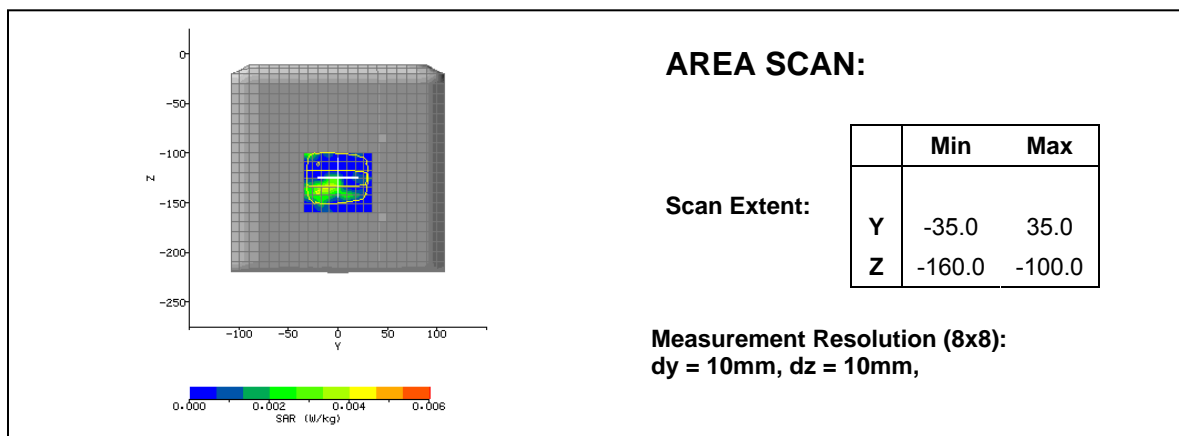 0
-50
-100
-150
-200
-250
Z
-100 -50 0 50 100
Y
0.000 0.002 0.004 0.006
SAR (W/kg)
AREA SCAN:
Min Max
Scan Extent:
Y -35.0 35.0
Z -160.0 -100.0
Measurement Resolution (8x8):
dy = 10mm, dz = 10mm,